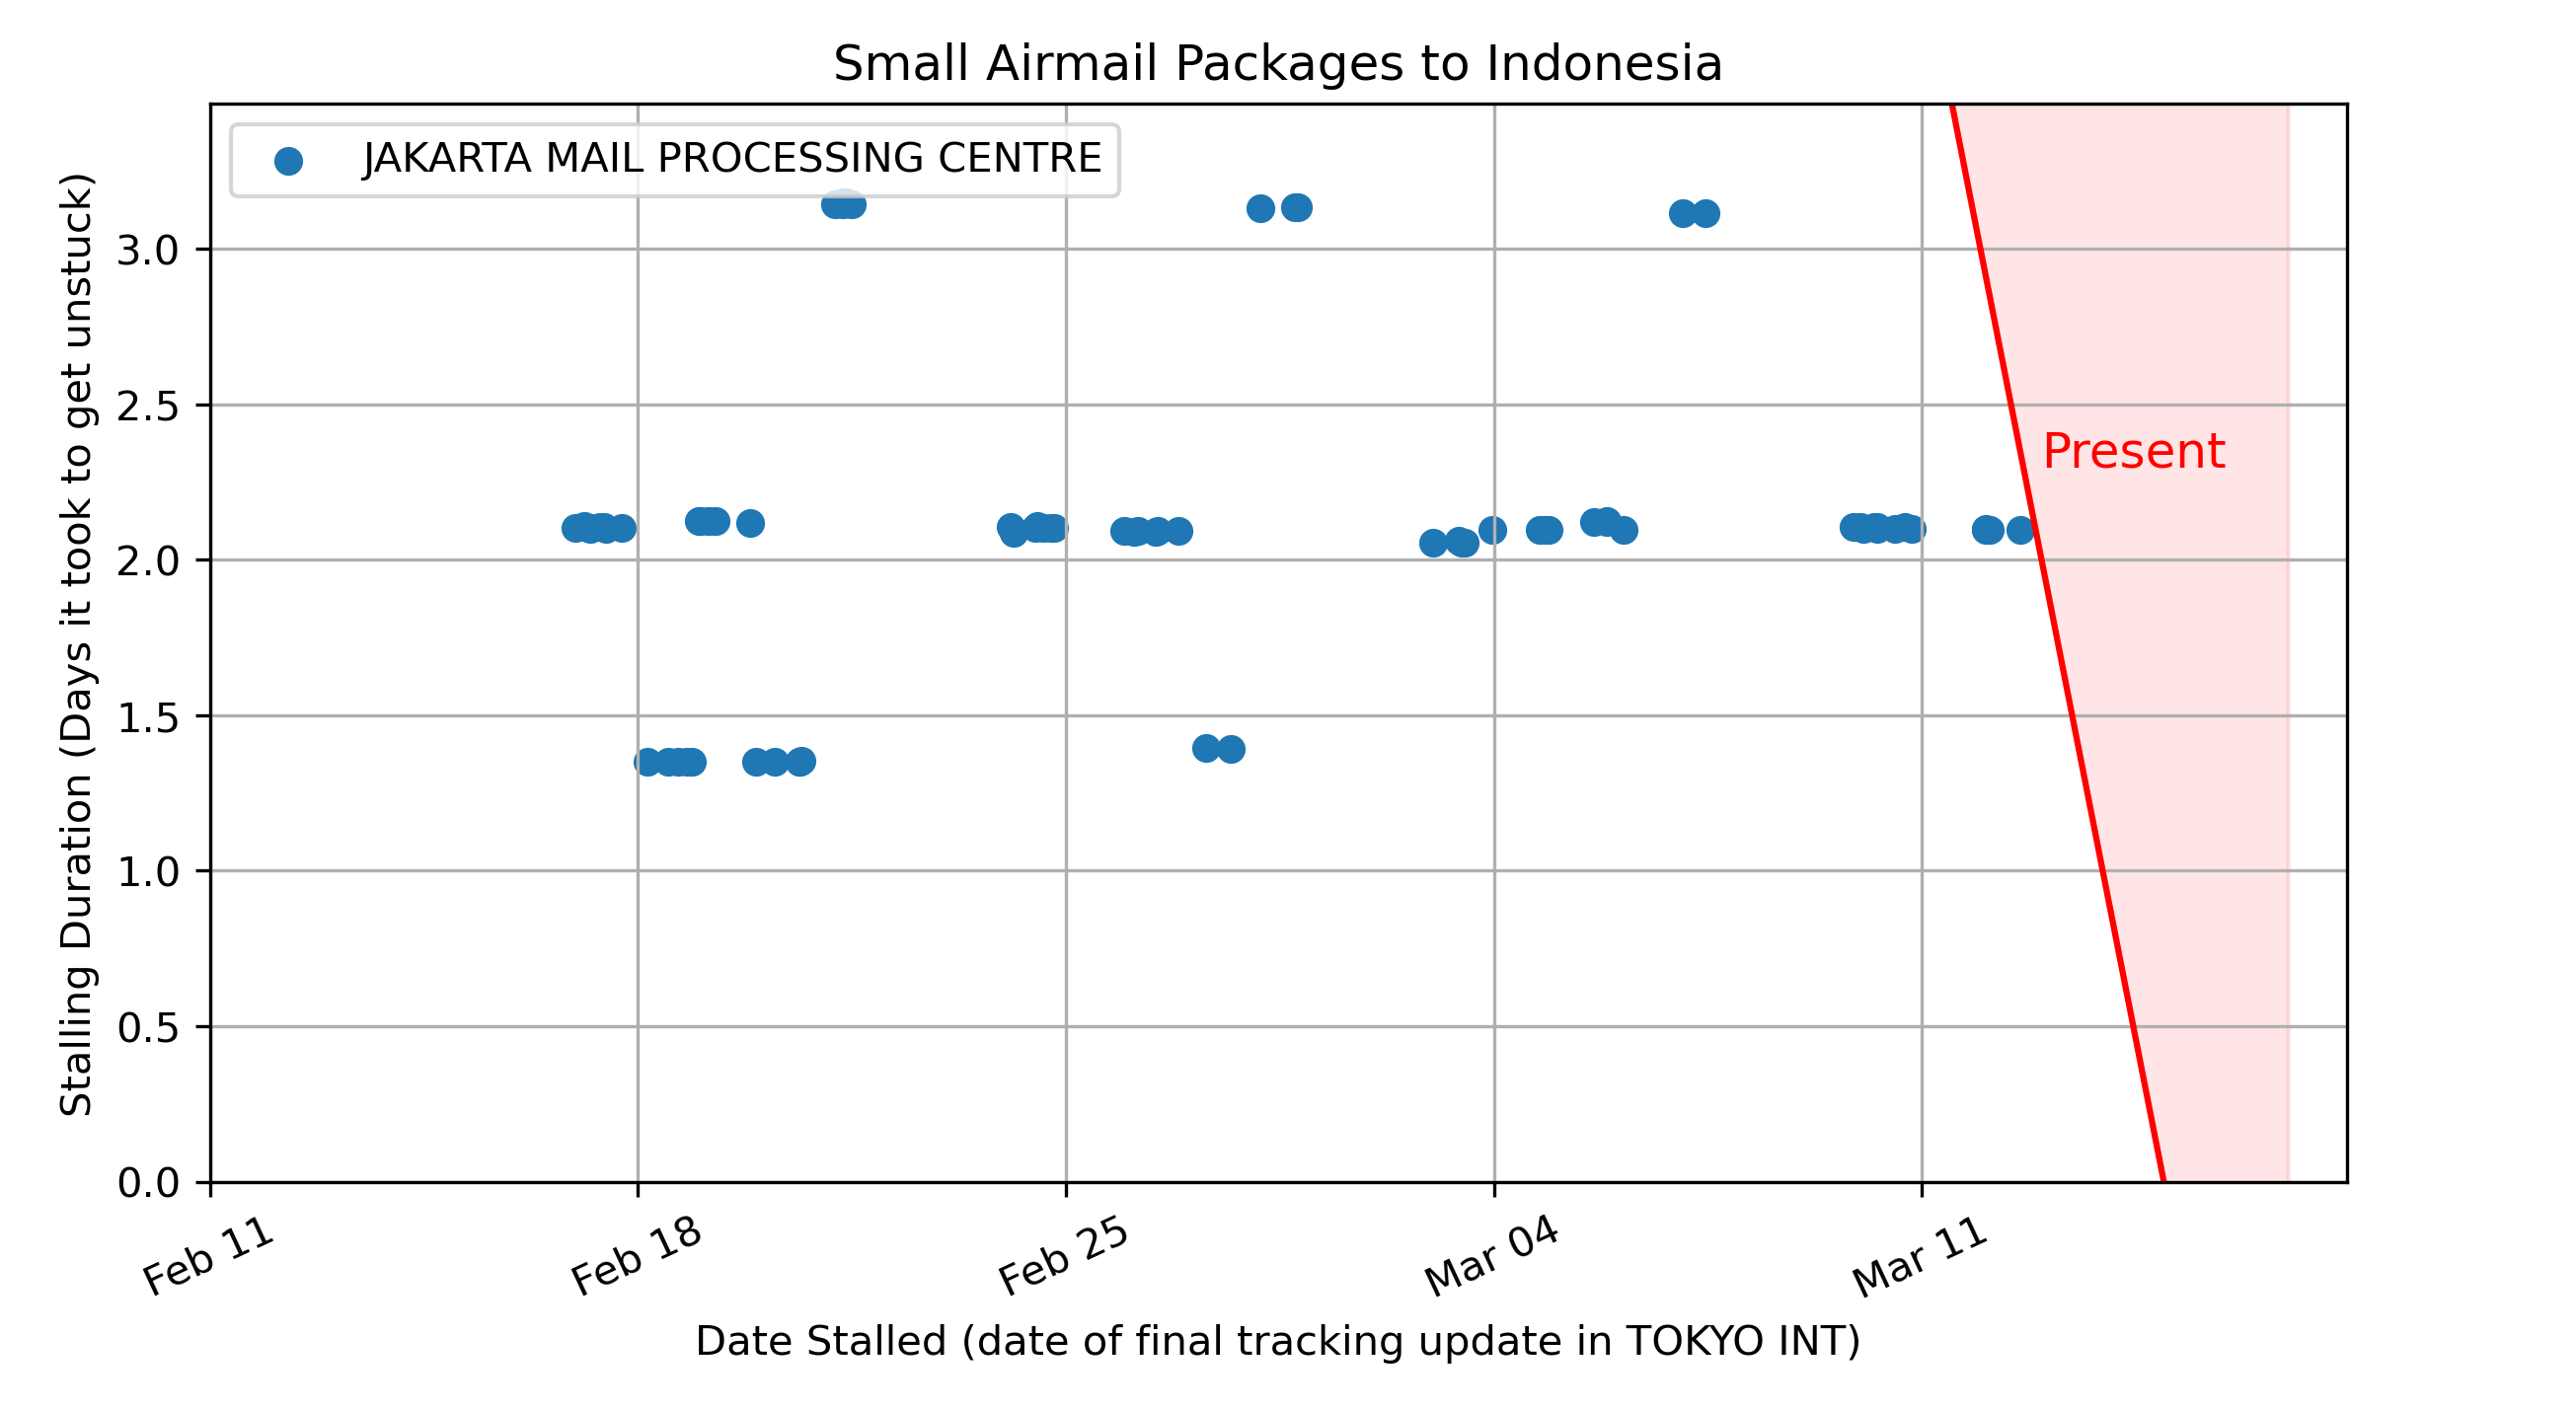 Small Airmail Packages to Indonesia
JAKARTA MAIL PROCESSING CENTRE
Stalling Duration (Days it took to get unstuck)
3.0
2.5
2.0
1.5
1.0
0.5
0.0
Present
Feb 11
Feb 18
Feb 25
Mar 04
Mar 11
Date Stalled (date of final tracking update in TOKYO INT)